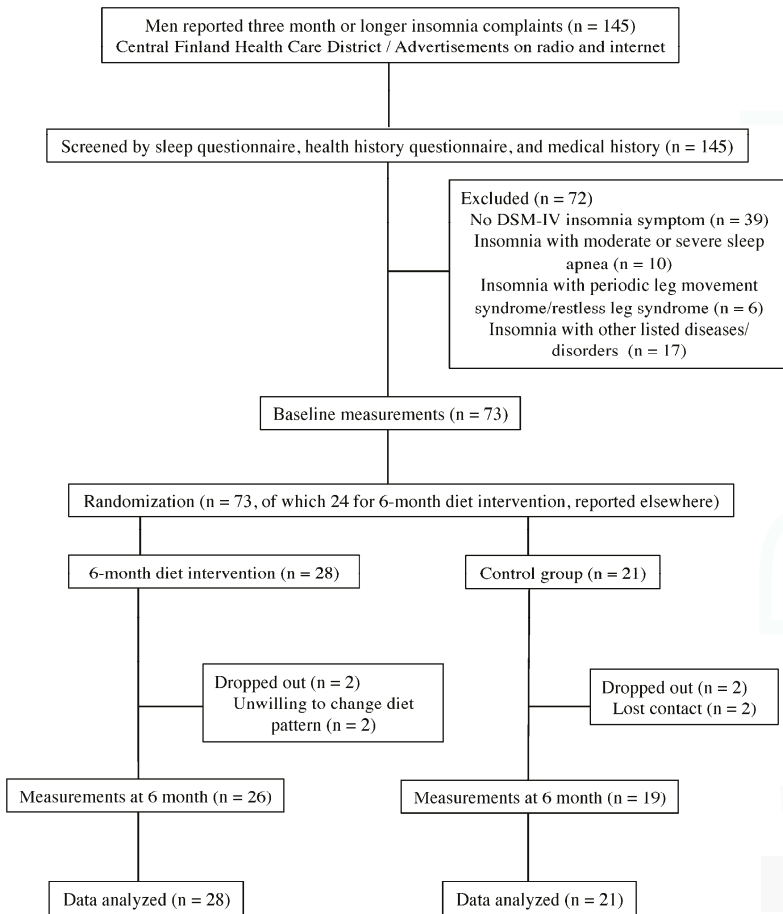 Men reported three month or longer insomnia complaints (n = 145)
Central Finland Health Care District / Advertisements on radio and internet
Screened by sleep questionnaire, health history questionnaire, and medical history (n = 145)
Excluded (n = 72)
No DSM-IV insomnia symptom (n = 39)
Insomnia with moderate or severe sleep
apnea (n = 10)
Insomnia with periodic leg movement
syndrome/restless leg syndrome (n = 6)
Insomnia with other listed diseases/
disorders (n = 17)
Baseline measurements (n = 73)
Randomization (n = 73, of which 24 for 6-month diet intervention, reported elsewhere)
6-month diet intervention (n = 28)
Control group (n = 21)
Dropped out (n = 2)
Unwilling to change diet
pattern (n = 2)
Dropped out (n = 2)
Lost contact (n = 2)
Measurements at 6 month (n = 26)
Measurements at 6 month (n = 19)
Data analyzed (n = 28)
Data analyzed (n = 21)